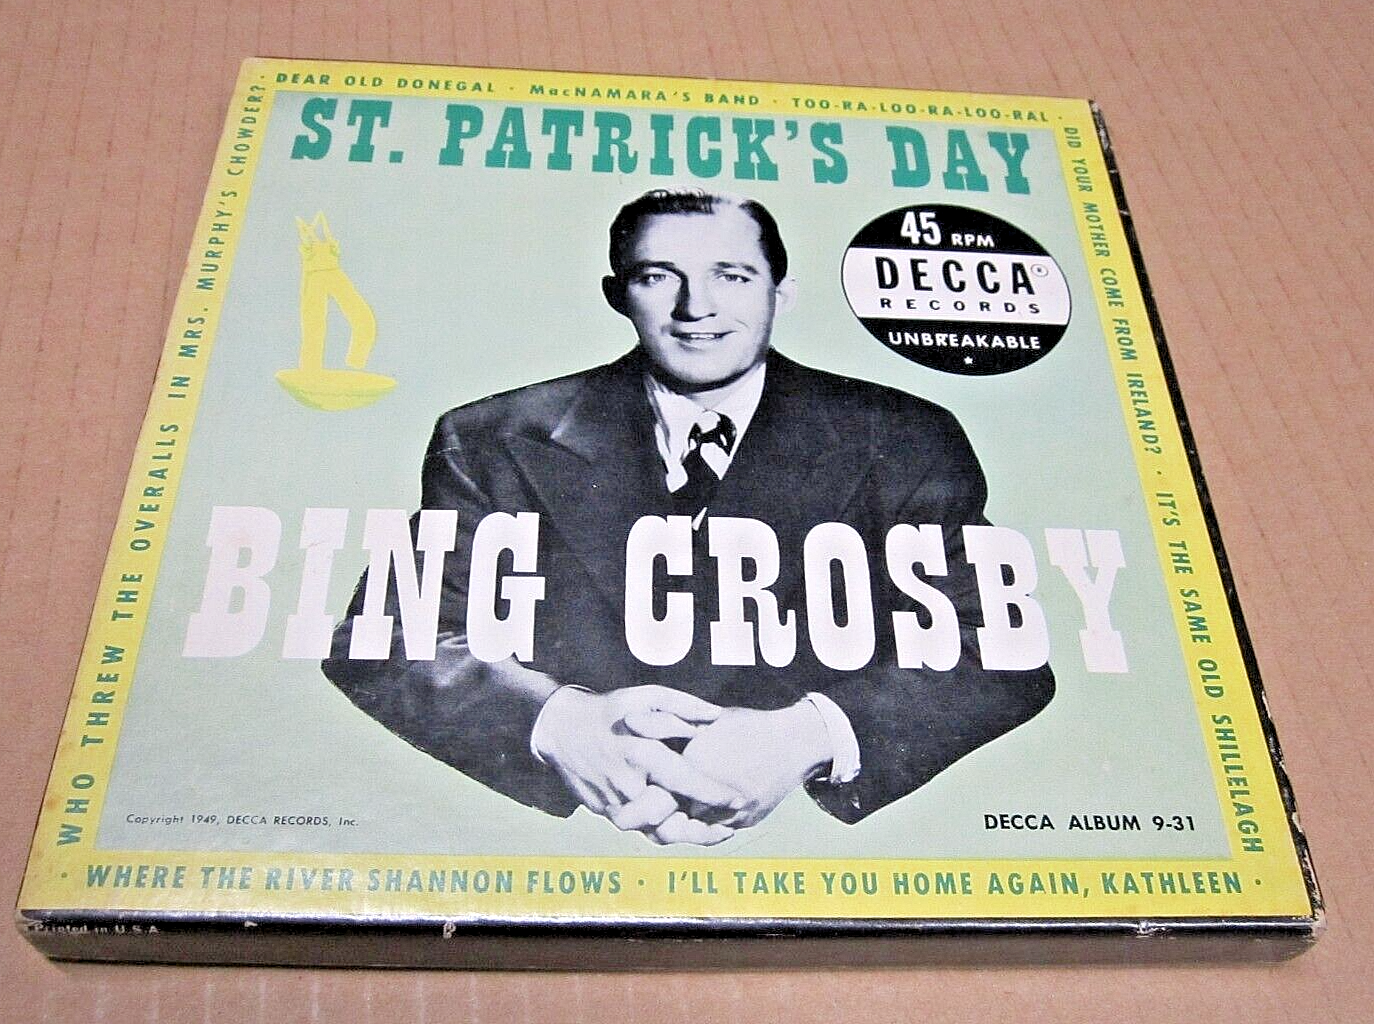 · DEAR OLD DONEGAL · MacNAMARA'S BAND · TOO-RA-LOO-RA-LOO-RAL ·
DID YOUR MOTHER COME FROM IRELAND? · IT'S THE SAME OLD SHILLELAGH
· WHERE THE RIVER SHANNON FLOWS · I'LL TAKE YOU HOME AGAIN, KATHLEEN ·
WHO THREW THE OVERALLS IN MRS. MURPHY'S CHOWDER?
ST. PATRICK'S DAY
45 RPM
DECCA®
RECORDS
UNBREAKABLE
BING CROSBY
Copyright 1949, DECCA RECORDS, Inc.
DECCA ALBUM 9-31
Printed in U.S.A.